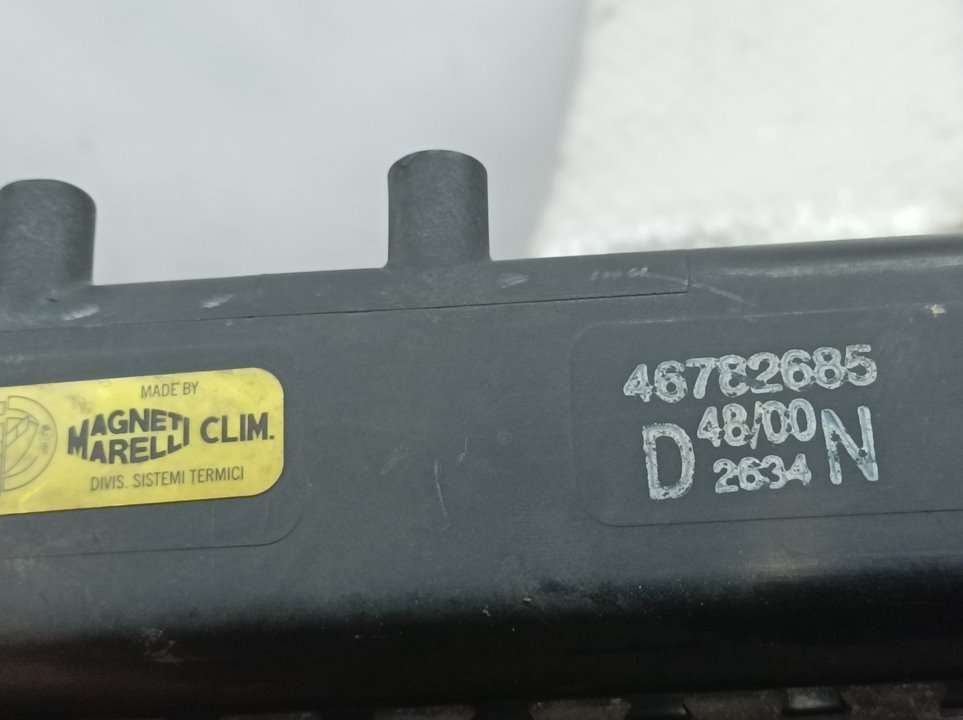 MADE BY
MAGNETI
MARELLI CLIM.
DIVIS. SISTEMI TERMICI
46782685
D 48/00 N
2634